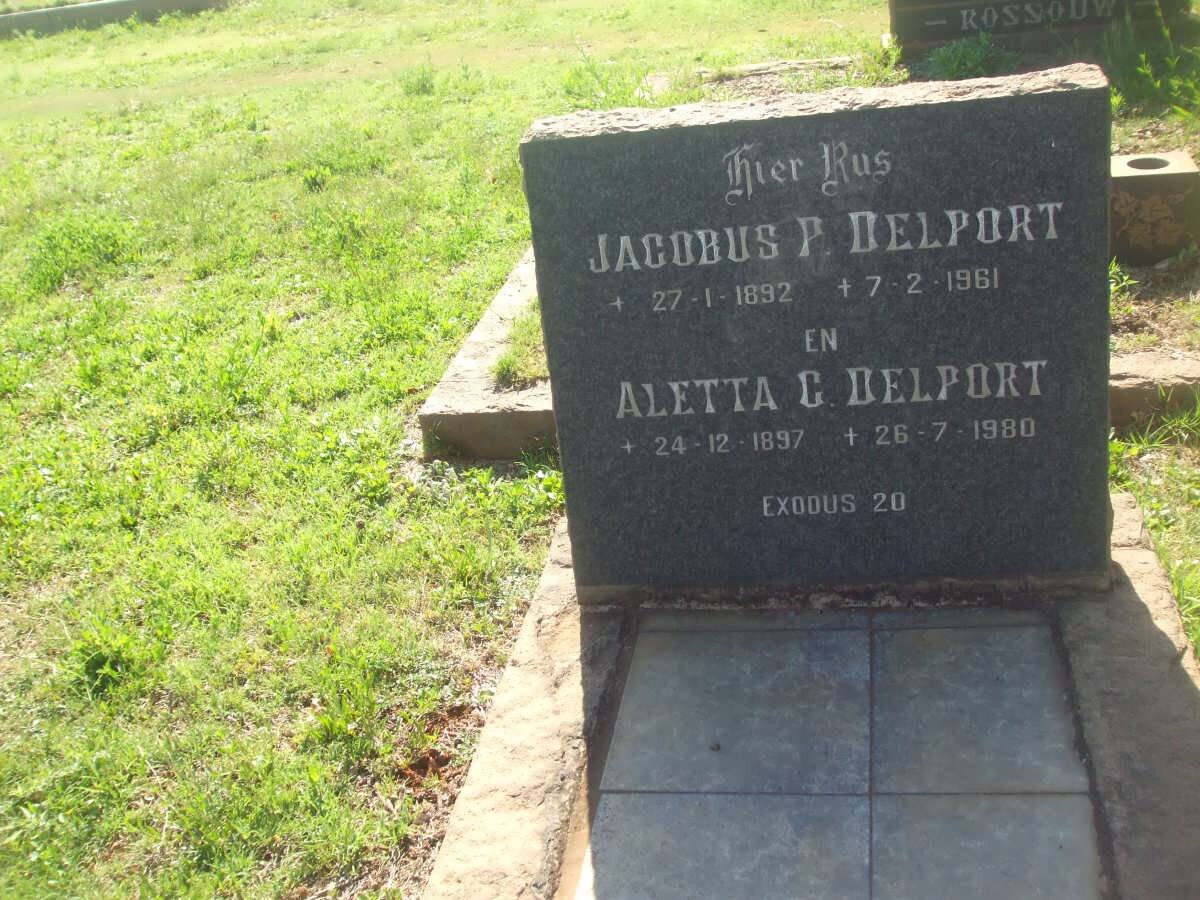 - ROSSOUW -
Hier Rus
JACOBUS P. DELPORT
+ 27-1-1892 † 7-2-1961
EN
ALETTA C. DELPORT
+ 24-12-1897 † 26-7-1980
EXODUS 20